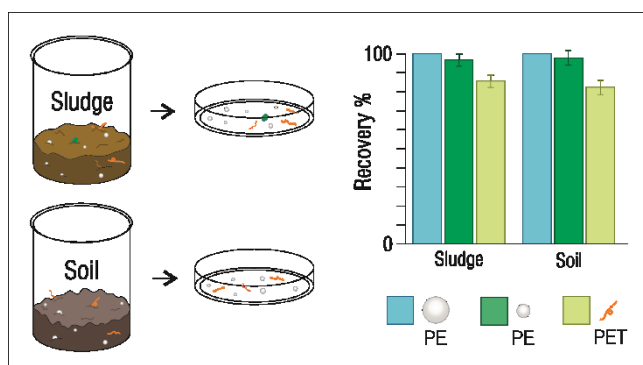 Sludge
Soil
Recovery %
100
0
Sludge Soil
PE PE PET